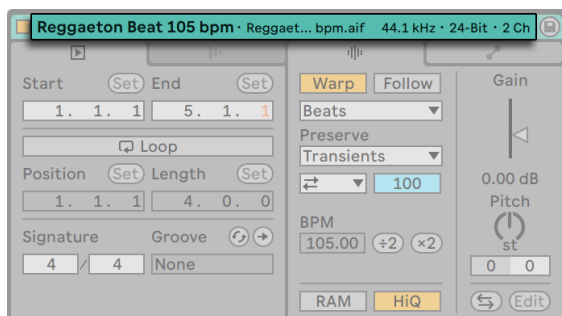 Reggaeton Beat 105 bpm · Reggaet... bpm.aif 44.1 kHz · 24-Bit · 2 Ch
Start Set End Set
1. 1. 1 5. 1. 1
Loop
Position Set Length Set
1. 1. 1 4. 0. 0
Signature Groove
4 / 4 None
Warp Follow
Beats
Preserve
Transients
100
BPM
105.00 ÷2 ×2
RAM HiQ
Gain
0.00 dB
Pitch
st
0 0
Edit